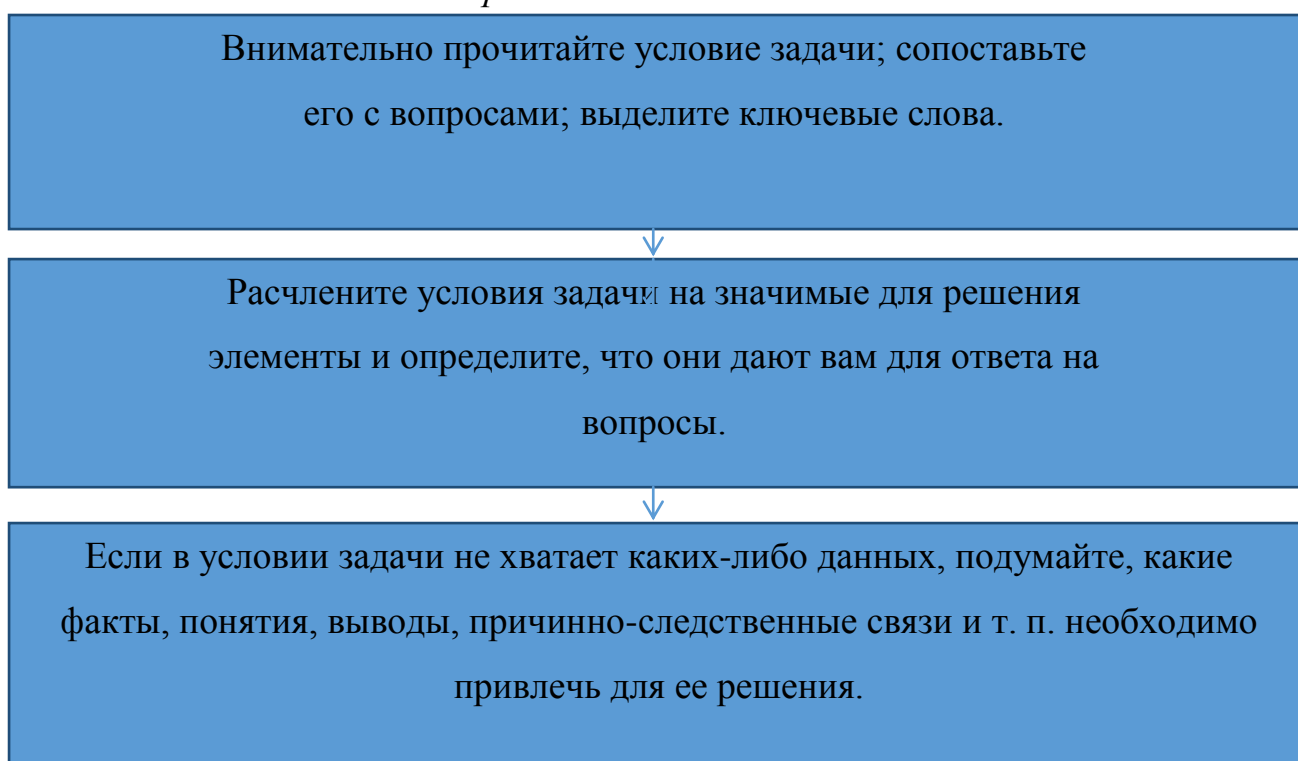 Внимательно прочитайте условие задачи; сопоставьте
его с вопросами; выделите ключевые слова.
Расчлените условия задачи на значимые для решения
элементы и определите, что они дают вам для ответа на
вопросы.
Если в условии задачи не хватает каких-либо данных, подумайте, какие
факты, понятия, выводы, причинно-следственные связи и т. п. необходимо
привлечь для ее решения.